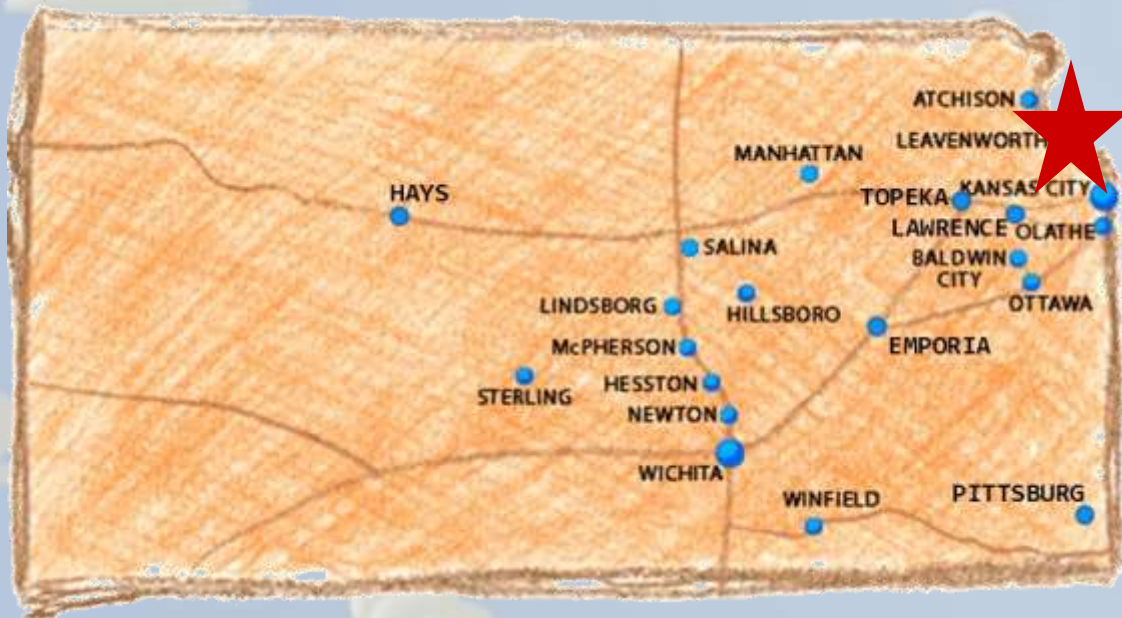 ATCHISON
LEAVENWORTH
MANHATTAN
HAYS
TOPEKA
KANSAS CITY
LAWRENCE
OLATHE
SALINA
BALDWIN
CITY
LINDSBORG
HILLSBORO
OTTAWA
McPHERSON
EMPORIA
STERLING
HESSTON
NEWTON
WICHITA
WINFIELD
PITTSBURG